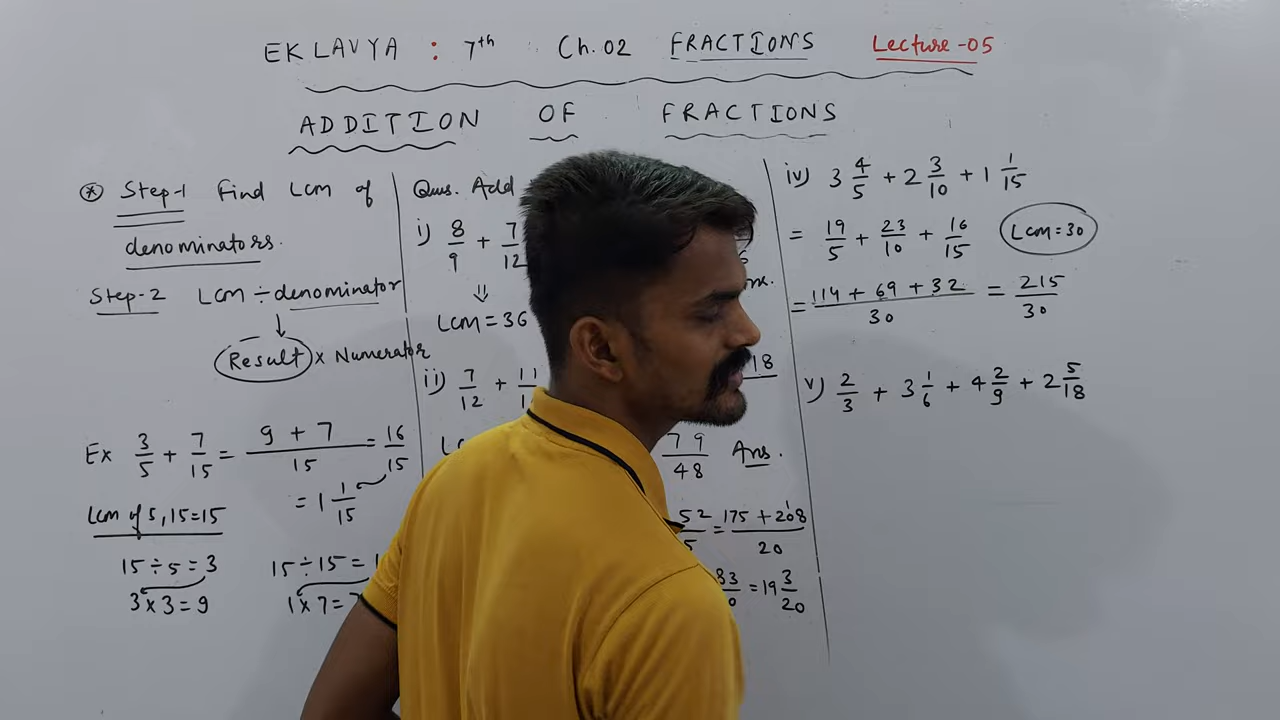 EKLAVYA : 7th Ch. 02 FRACTIONS Lecture -05
ADDITION OF FRACTIONS
Step-1 Find LCM of
denominators.
Step-2 LCM ÷ denominator
↓
Result × Numerator
Ex 3/5 + 7/15 = (9 + 7)/15 = 16/15
= 1 1/15
LCM of 5, 15 = 15
15 ÷ 5 = 3
3 × 3 = 9
15 ÷ 15 = 1
1 × 7 = 7
Ques. Add
i) 8/9 + 7/12
⇓
LCM = 36
ii) 7/12 + 11/
18
79/48 Ans.
52/5 = (175 + 208)/20
= 19 3/20
iv) 3 4/5 + 2 3/10 + 1 1/15
= 19/5 + 23/10 + 16/15 LCM = 30
= (114 + 69 + 32)/30 = 215/30
v) 2/3 + 3 1/6 + 4 2/9 + 2 5/18